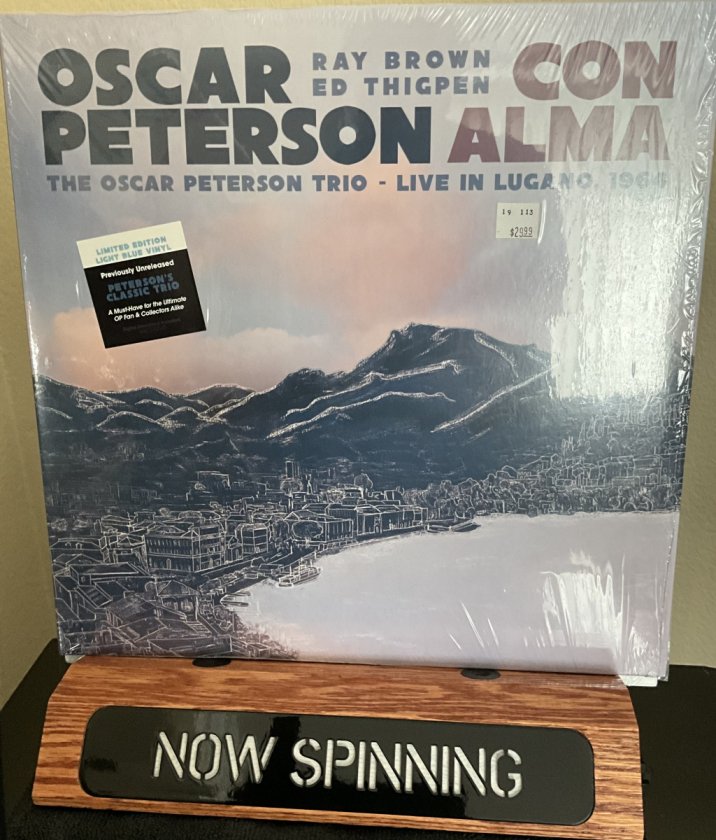 OSCAR RAY BROWN CON
ED THIGPEN
PETERSON ALMA
THE OSCAR PETERSON TRIO - LIVE IN LUGANO, 1964
19 113
$29.99
LIMITED EDITION
LIGHT BLUE VINYL
Previously Unreleased
PETERSON'S
CLASSIC TRIO
A Must-Have for the Ultimate
OP Fan & Collectors Alike
NOW SPINNING